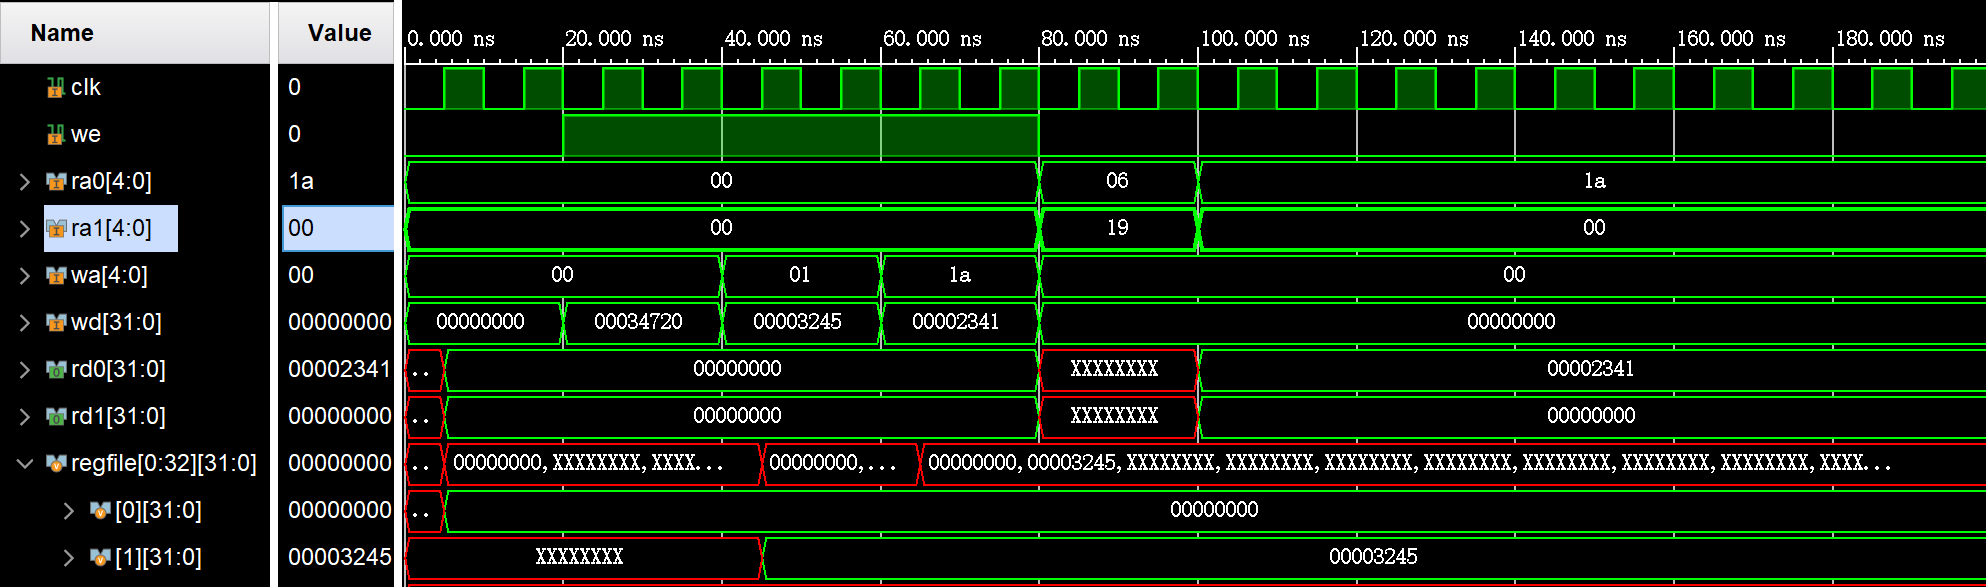 Name Value 0.000 ns 20.000 ns 40.000 ns 60.000 ns 80.000 ns 100.000 ns 120.000 ns 140.000 ns 160.000 ns 180.000 ns
clk 0
we 0
ra0[4:0] 1a 00 06 1a
ra1[4:0] 00 00 19 00
wa[4:0] 00 00 01 1a 00
wd[31:0] 00000000 00000000 00034720 00003245 00002341 00000000
rd0[31:0] 00002341 .. 00000000 XXXXXXXX 00002341
rd1[31:0] 00000000 .. 00000000 XXXXXXXX 00000000
regfile[0:32][31:0] 00000000 .. 00000000,XXXXXXXX,XXXX... 00000000,... 00000000,00003245,XXXXXXXX,XXXXXXXX,XXXXXXXX,XXXXXXXX,XXXXXXXX,XXXXXXXX,XXXXXXXX,XXXX...
[0][31:0] 00000000 .. 00000000
[1][31:0] 00003245 XXXXXXXX 00003245